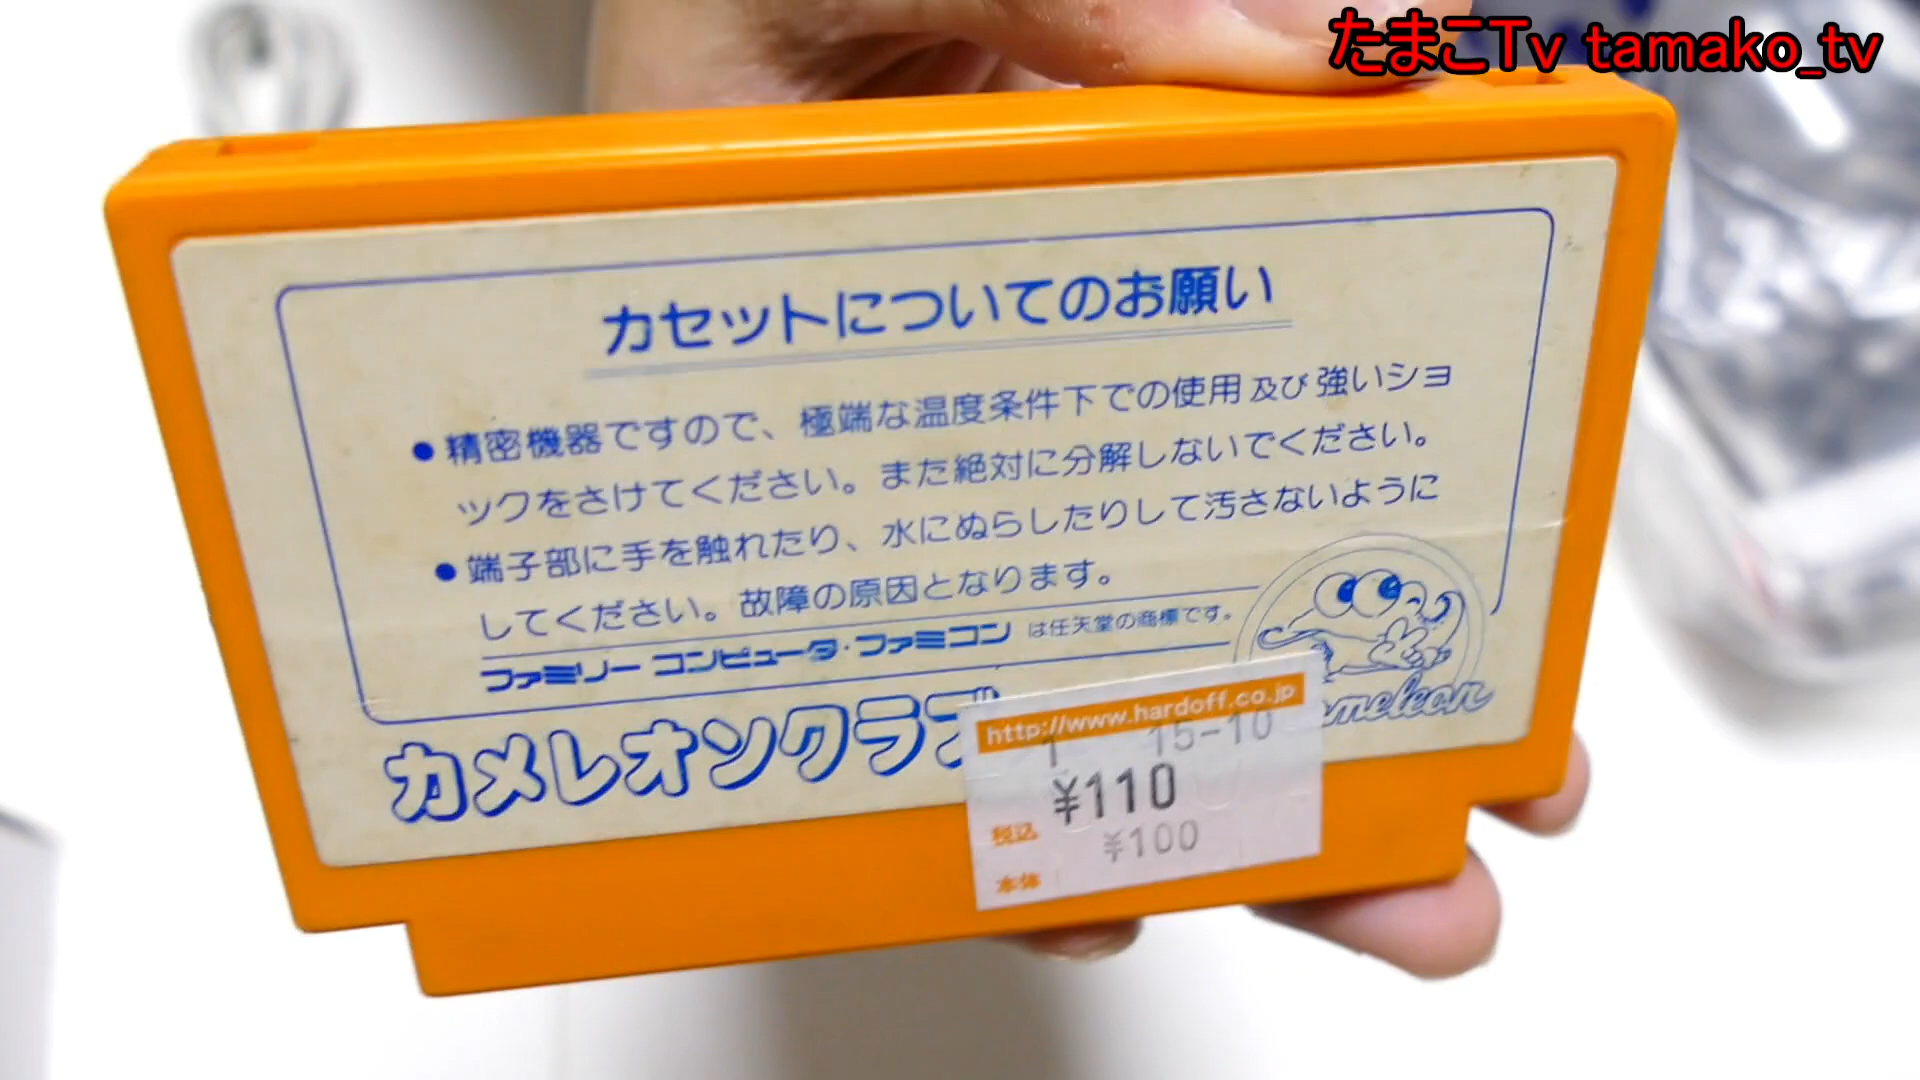 たまこTv tamako_tv
カセットについてのお願い
●精密機器ですので、極端な温度条件下での使用及び強いショ
ックをさけてください。また絶対に分解しないでください。
●端子部に手を触れたり、水にぬらしたりして汚さないように
してください。故障の原因となります。
ファミリーコンピュータ・ファミコンは任天堂の商標です。
カメレオンクラブ
http://www.hardoff.co.jp
1 15-10
¥110
税込
¥100
本体